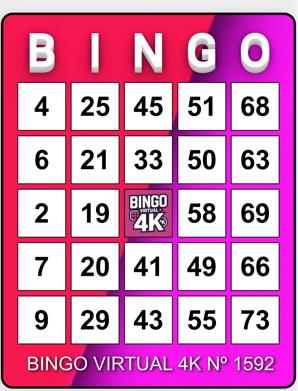 B I N G O
4 25 45 51 68
6 21 33 50 63
2 19 BINGO VIRTUAL 4K 58 69
7 20 41 49 66
9 29 43 55 73
BINGO VIRTUAL 4K Nº 1592